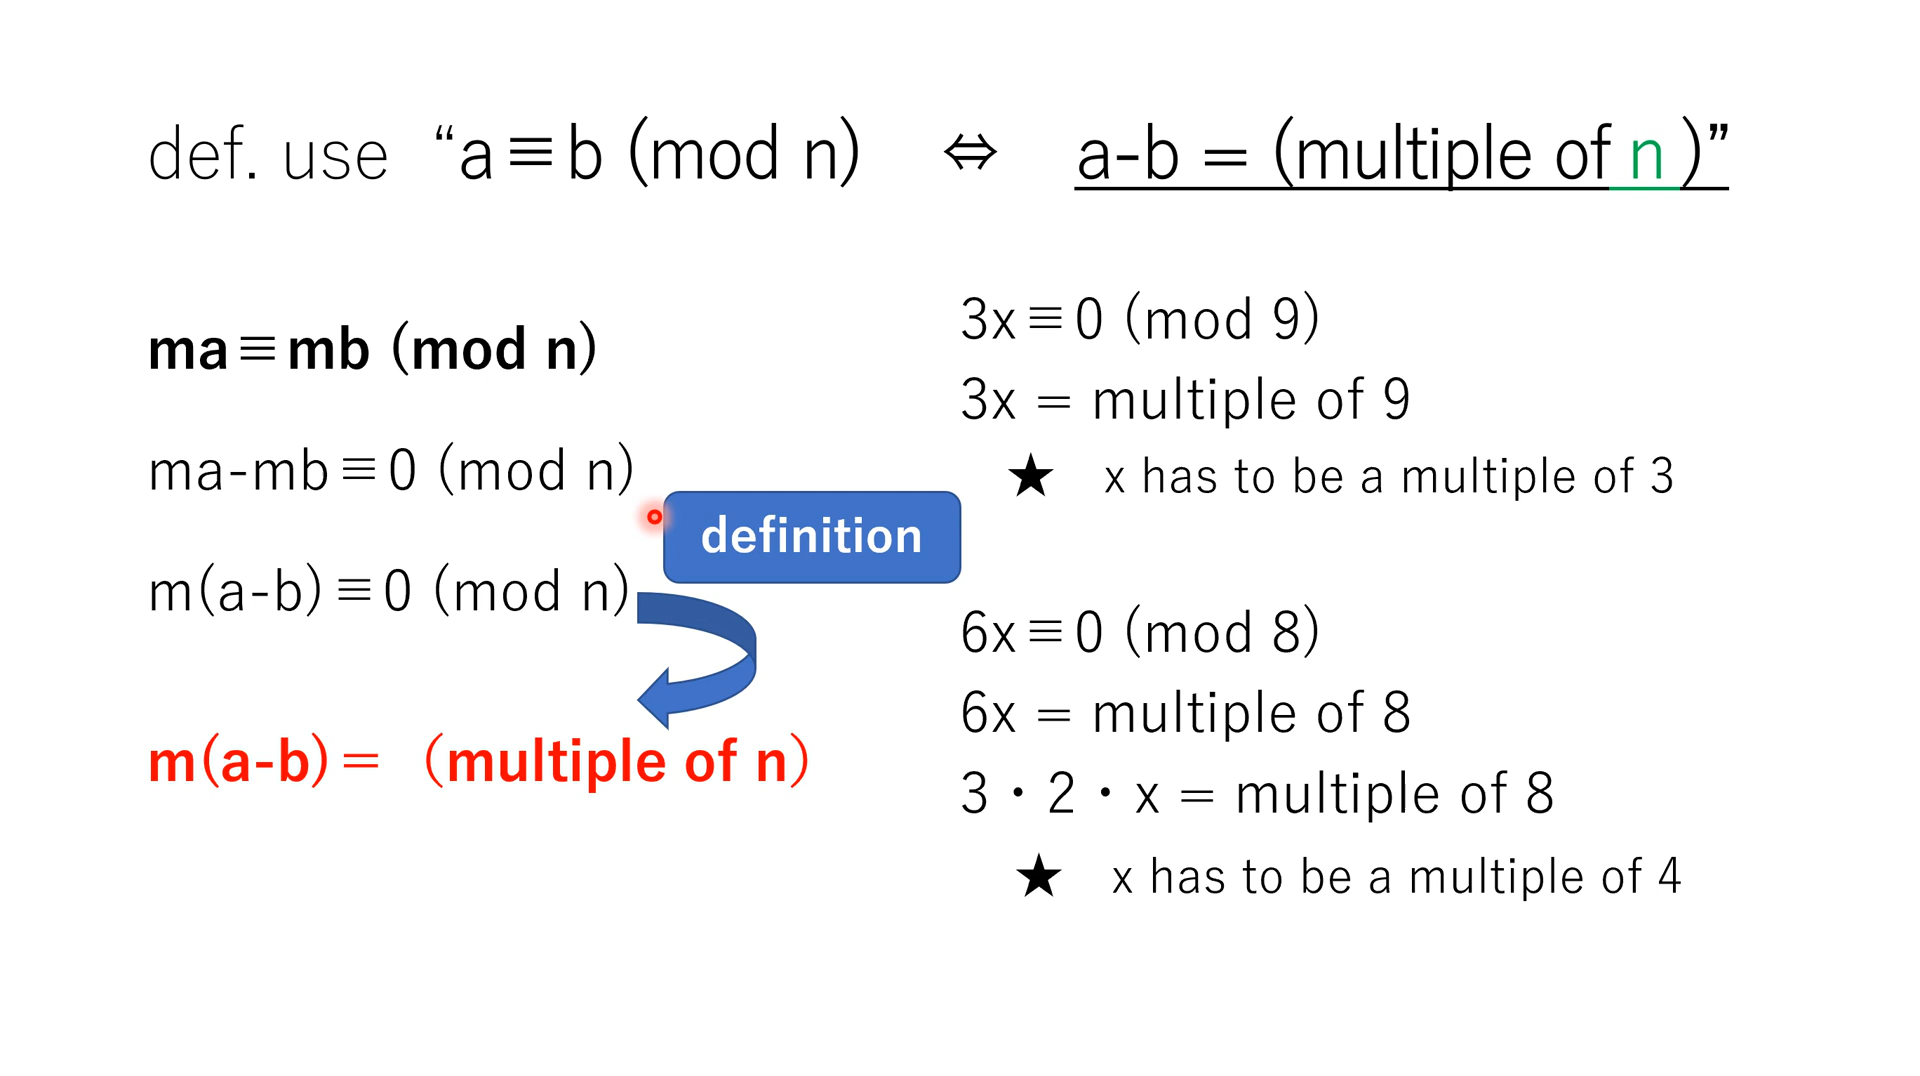 def. use “a≡b (mod n) ⇔ a-b = (multiple of n )”
ma≡mb (mod n)
ma-mb≡0 (mod n)
definition
m(a-b)≡0 (mod n)
m(a-b)=（multiple of n）
3x≡0 (mod 9)
3x = multiple of 9
★ x has to be a multiple of 3
6x≡0 (mod 8)
6x = multiple of 8
3・2・x = multiple of 8
★ x has to be a multiple of 4